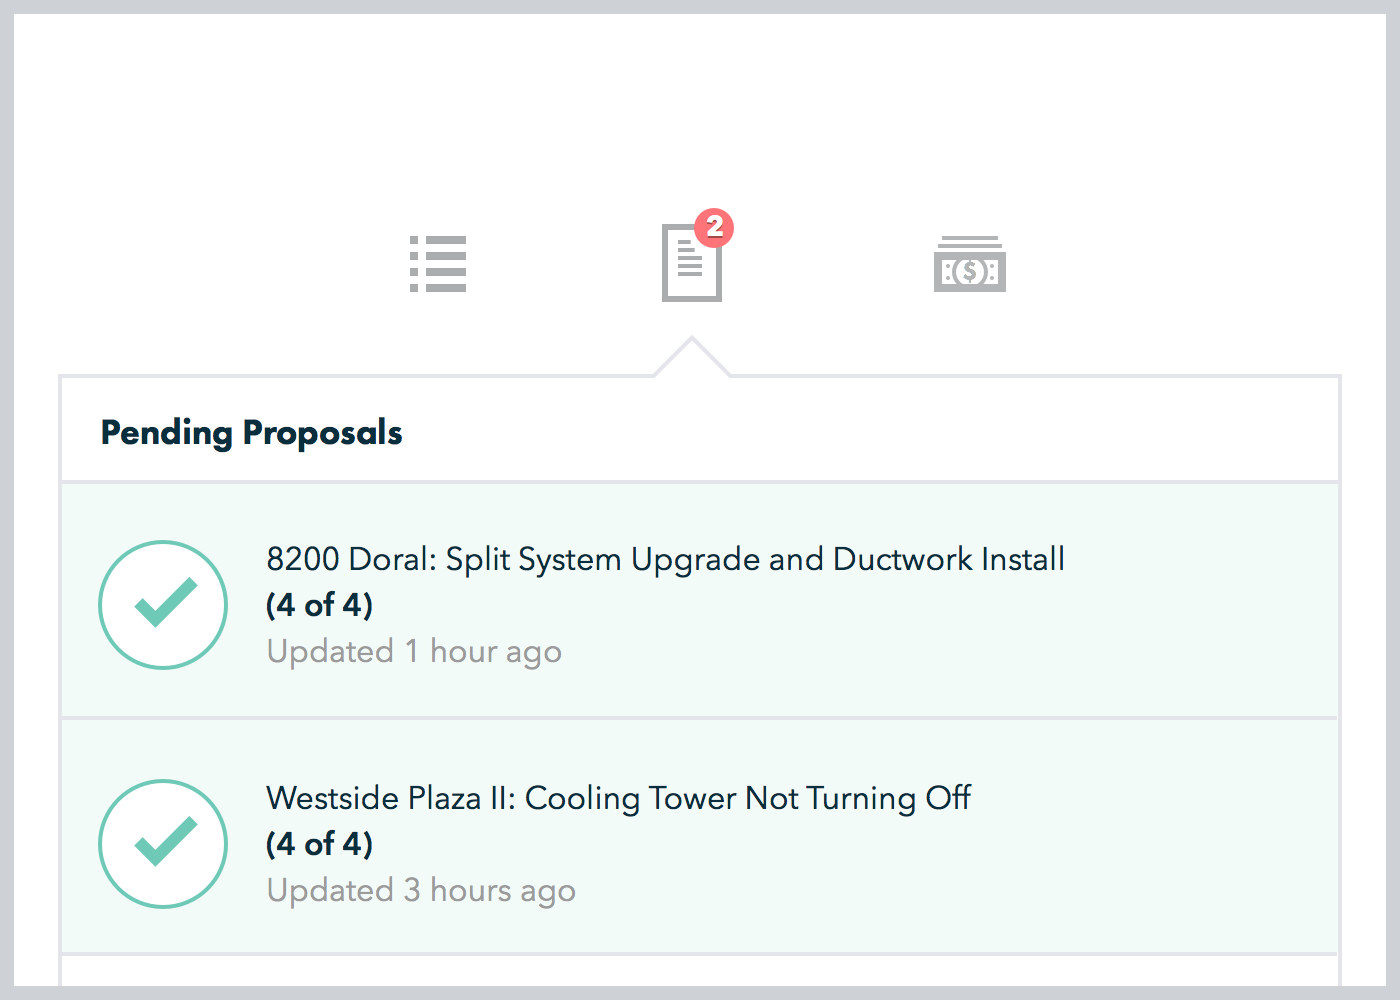 2
$
Pending Proposals
8200 Doral: Split System Upgrade and Ductwork Install
(4 of 4)
Updated 1 hour ago
Westside Plaza II: Cooling Tower Not Turning Off
(4 of 4)
Updated 3 hours ago